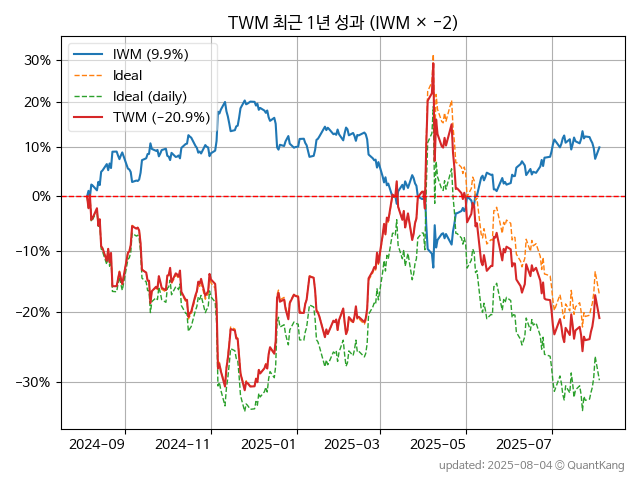 TWM 최근 1년 성과 (IWM × −2)
IWM (9.9%)
Ideal
Ideal (daily)
TWM (−20.9%)
30%
20%
10%
0%
−10%
−20%
−30%
2024-09 2024-11 2025-01 2025-03 2025-05 2025-07
updated: 2025-08-04 ⓒ QuantKang